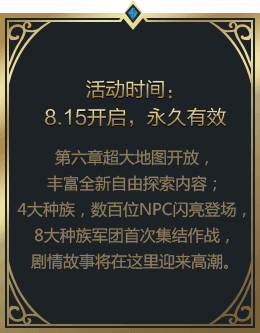 活动时间：
8.15开启，永久有效
第六章超大地图开放，
丰富全新自由探索内容；
4大种族，数百位NPC闪亮登场，
8大种族军团首次集结作战，
剧情故事将在这里迎来高潮。